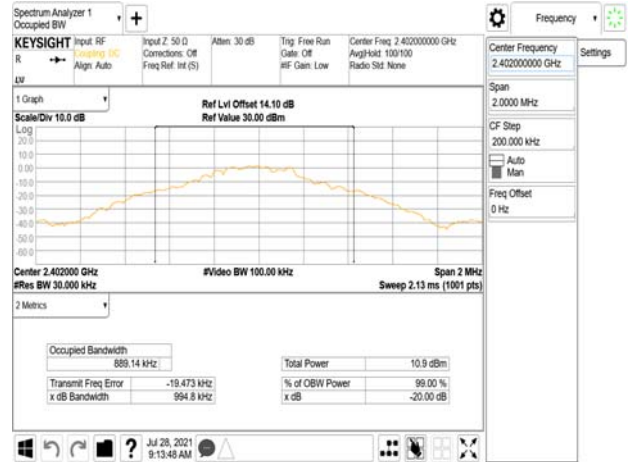 Spectrum Analyzer 1
Occupied BW
Frequency
KEYSIGHT
R
LV
Input: RF
Coupling: DC
Align: Auto
Input Z: 50 Ω
Corrections: Off
Freq Ref: Int (S)
Atten: 30 dB
Trig: Free Run
Gate: Off
#IF Gain: Low
Center Freq: 2.402000000 GHz
Avg|Hold: 100/100
Radio Std: None
Center Frequency
2.402000000 GHz
Settings
Span
2.0000 MHz
CF Step
200.000 kHz
Auto
Man
Freq Offset
0 Hz
1 Graph
Scale/Div 10.0 dB
Ref Lvl Offset 14.10 dB
Ref Value 30.00 dBm
Log
20.0
10.0
0.00
-10.0
-20.0
-30.0
-40.0
-50.0
-60.0
Center 2.402000 GHz
#Video BW 100.00 kHz
Span 2 MHz
#Res BW 30.000 kHz
Sweep 2.13 ms (1001 pts)
2 Metrics
Occupied Bandwidth
889.14 kHz
Total Power 10.9 dBm
Transmit Freq Error -19.473 kHz
% of OBW Power 99.00 %
x dB Bandwidth 994.8 kHz
x dB -20.00 dB
Jul 28, 2021
9:13:48 AM